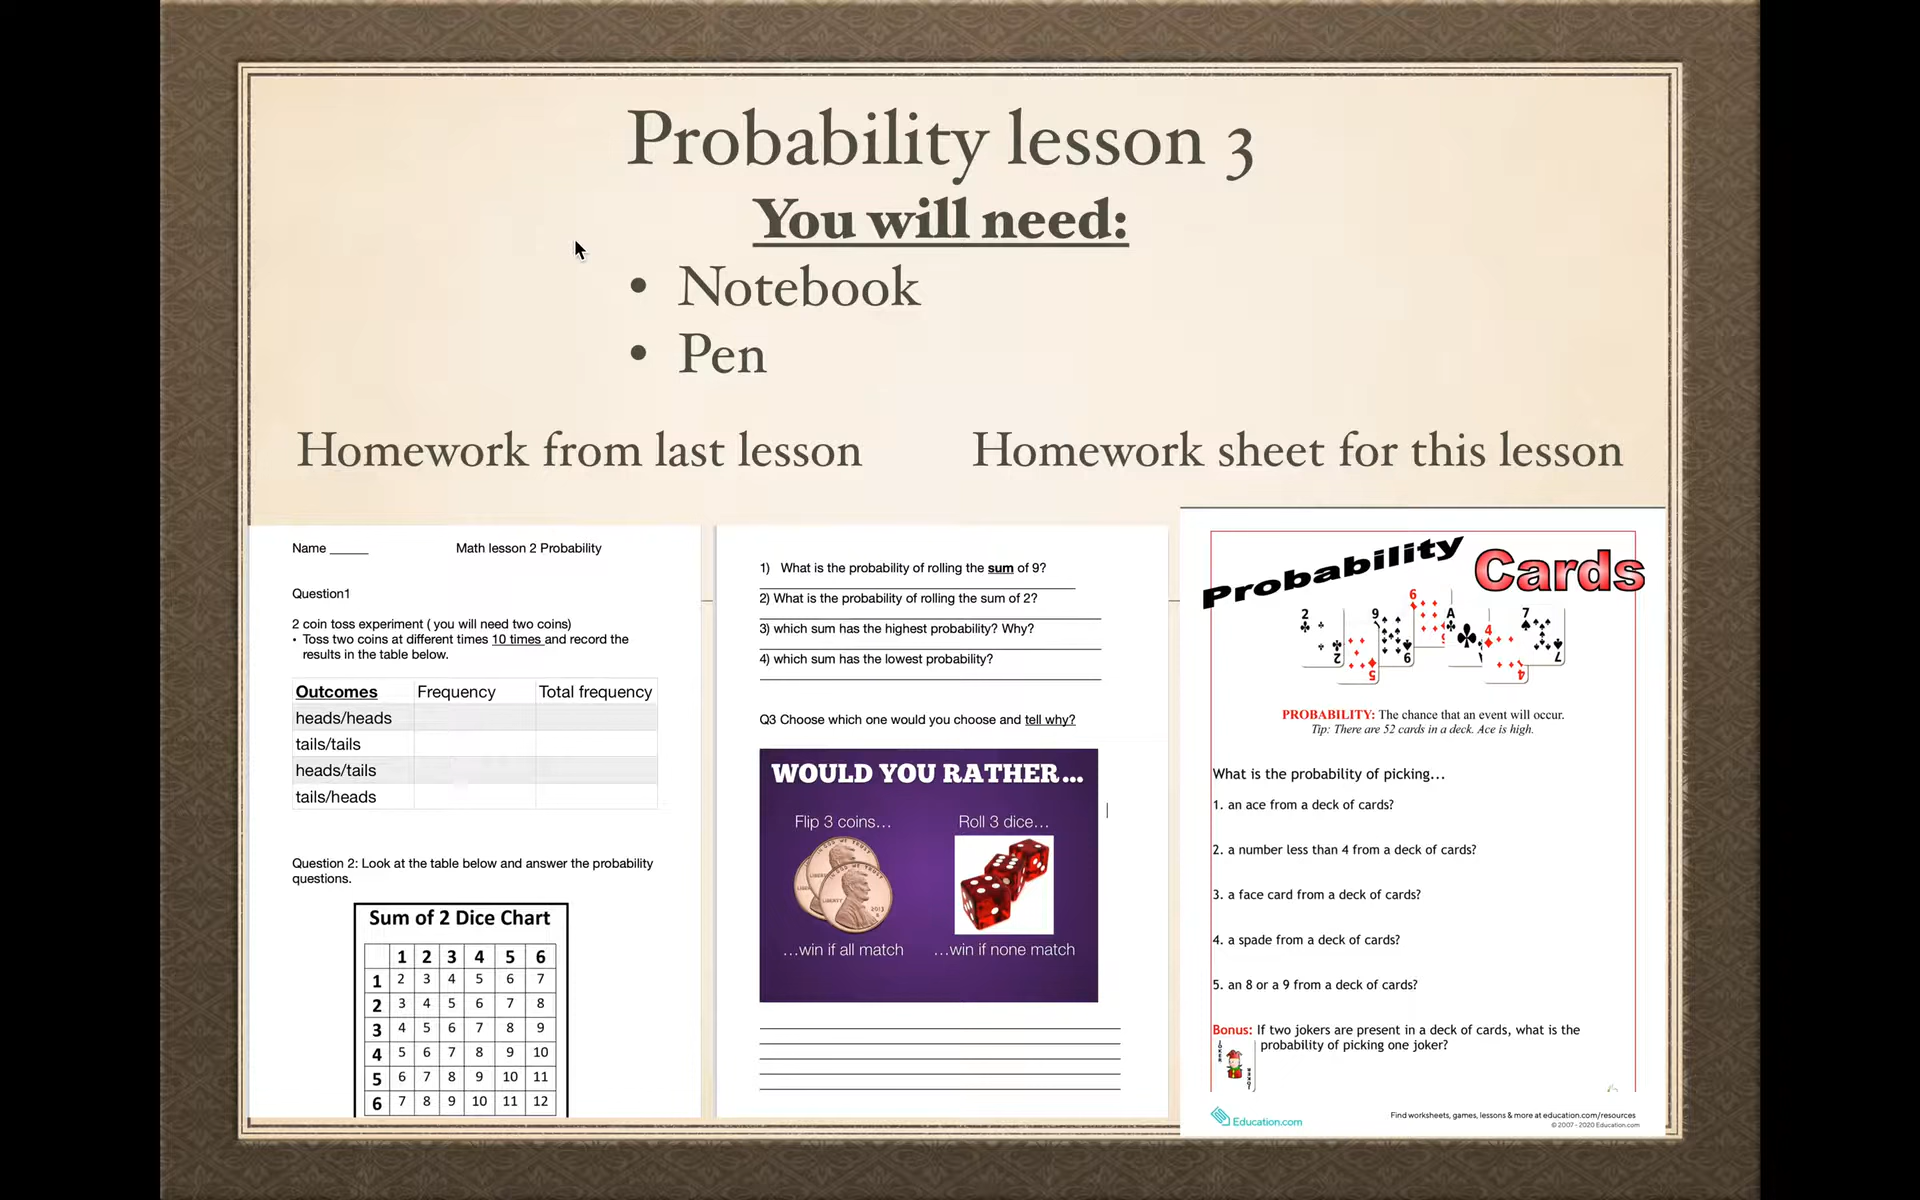 Probability lesson 3
You will need:
• Notebook
• Pen
Homework from last lesson
Homework sheet for this lesson
Name ______ Math lesson 2 Probability
Question1
2 coin toss experiment ( you will need two coins)
• Toss two coins at different times 10 times and record the
results in the table below.
Outcomes Frequency Total frequency
heads/heads
tails/tails
heads/tails
tails/heads
Question 2: Look at the table below and answer the probability
questions.
Sum of 2 Dice Chart
1 2 3 4 5 6
1 2 3 4 5 6 7
2 3 4 5 6 7 8
3 4 5 6 7 8 9
4 5 6 7 8 9 10
5 6 7 8 9 10 11
6 7 8 9 10 11 12
1) What is the probability of rolling the sum of 9?
2) What is the probability of rolling the sum of 2?
3) which sum has the highest probability? Why?
4) which sum has the lowest probability?
Q3 Choose which one would you choose and tell why?
WOULD YOU RATHER...
Flip 3 coins...
Roll 3 dice...
...win if all match
...win if none match
Probability Cards
2 9 6 A 4 7
2 5 9 4 7
PROBABILITY: The chance that an event will occur.
Tip: There are 52 cards in a deck. Ace is high.
What is the probability of picking...
1. an ace from a deck of cards?
2. a number less than 4 from a deck of cards?
3. a face card from a deck of cards?
4. a spade from a deck of cards?
5. an 8 or a 9 from a deck of cards?
Bonus: If two jokers are present in a deck of cards, what is the
probability of picking one joker?
Education.com
Find worksheets, games, lessons & more at education.com/resources
© 2007 - 2020 Education.com